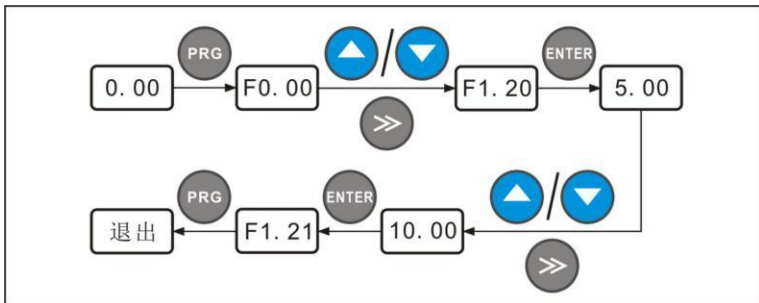 PRG / ENTER
0.00 F0.00 F1.20 5.00
PRG ENTER /
退出 F1.21 10.00